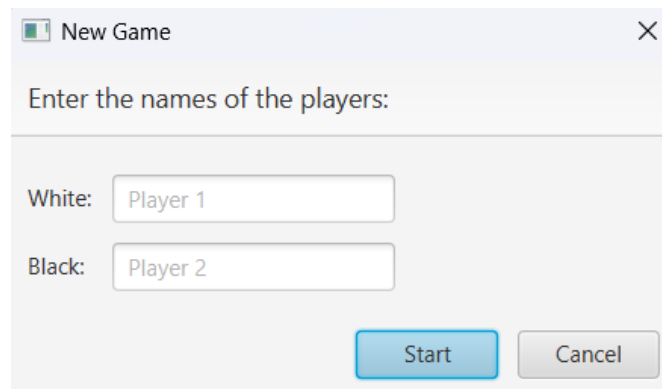 New Game
Enter the names of the players:
White: Player 1
Black: Player 2
Start Cancel